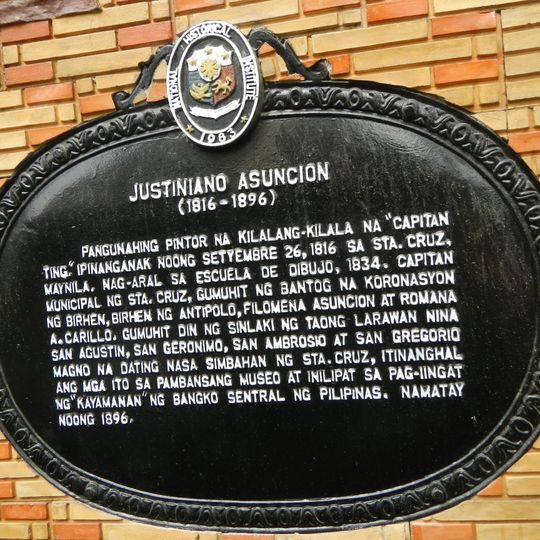 NATIONAL HISTORICAL INSTITUTE
1983
JUSTINIANO ASUNCION
(1816-1896)
PANGUNAHING PINTOR NA KILALANG-KILALA NA "CAPITAN
TING." IPINANGANAK NOONG SETYEMBRE 26, 1816 SA STA. CRUZ,
MAYNILA. NAG-ARAL SA ESCUELA DE DIBUJO, 1834. CAPITAN
MUNICIPAL NG STA. CRUZ, GUMUHIT NG BANTOG NA KORONASYON
NG BIRHEN, BIRHEN NG ANTIPOLO, FILOMENA ASUNCION AT ROMANA
A. CARILLO. GUMUHIT DIN NG SINLAKI NG TAONG LARAWAN NINA
SAN AGUSTIN, SAN GERONIMO, SAN AMBROSIO AT SAN GREGORIO
MAGNO NA DATING NASA SIMBAHAN NG STA. CRUZ, ITINANGHAL
ANG MGA ITO SA PAMBANSANG MUSEO AT INILIPAT SA PAG-IINGAT
NG "KAYAMANAN" NG BANGKO SENTRAL NG PILIPINAS. NAMATAY
NOONG 1896.